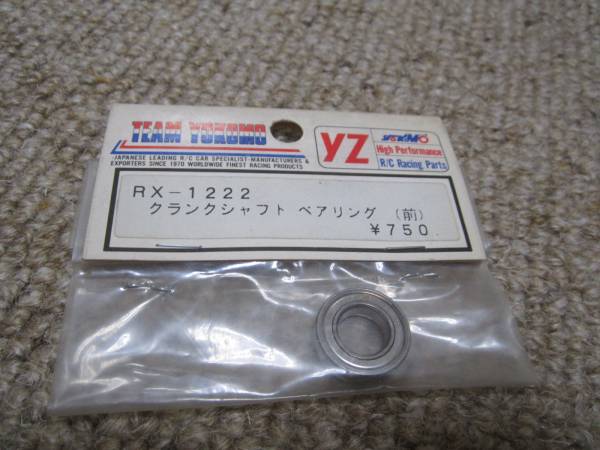 TEAM YOKOMO
JAPANESE LEADING R/C CAR SPECIALIST-MANUFACTURERS &
EXPORTERS SINCE 1970 WORLDWIDE FINEST RACING PRODUCTS
YZ
YOKOMO
High Performance
R/C Racing Parts
RX-1222
クランクシャフト ベアリング (前)
¥750